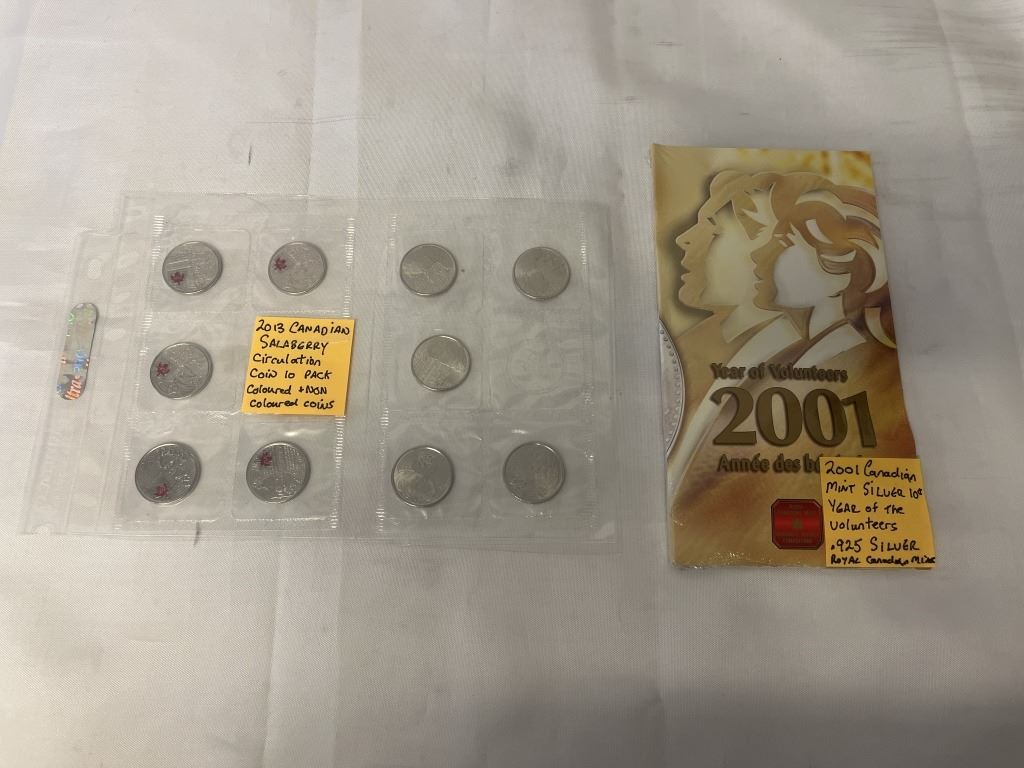 2013 CANADIAN
SALABERRY
Circulation
COIN 10 PACK
Coloured + NON
Coloured coins
Year of Volunteers
2001
Année des
2001 Canadian
MINT SILVER 10¢
YEAR of THE
Volunteers
.925 SILVER
ROYAL Canadian Mint